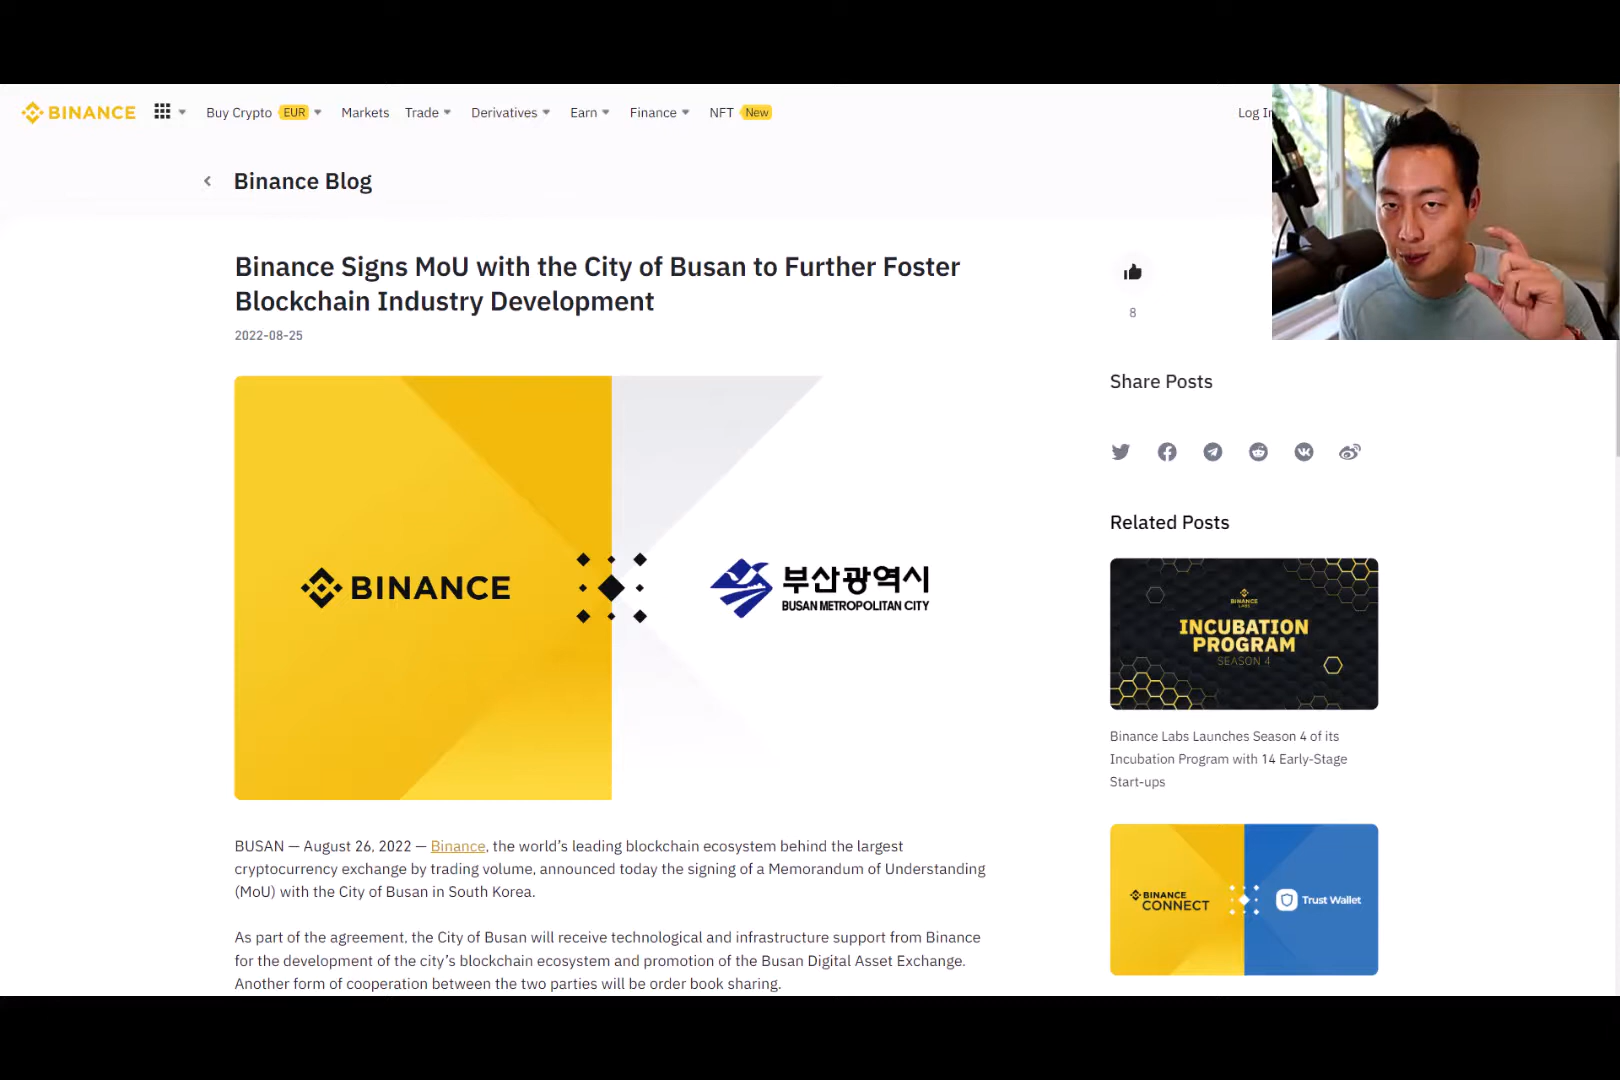 BINANCE
Buy Crypto EUR
Markets
Trade
Derivatives
Earn
Finance
NFT New
Log In
Binance Blog
Binance Signs MoU with the City of Busan to Further Foster
Blockchain Industry Development
2022-08-25
8
BINANCE
부산광역시
BUSAN METROPOLITAN CITY
BUSAN — August 26, 2022 — Binance, the world’s leading blockchain ecosystem behind the largest
cryptocurrency exchange by trading volume, announced today the signing of a Memorandum of Understanding
(MoU) with the City of Busan in South Korea.
As part of the agreement, the City of Busan will receive technological and infrastructure support from Binance
for the development of the city’s blockchain ecosystem and promotion of the Busan Digital Asset Exchange.
Another form of cooperation between the two parties will be order book sharing.
Share Posts
Related Posts
BINANCE
LABS
INCUBATION
PROGRAM
SEASON 4
Binance Labs Launches Season 4 of its
Incubation Program with 14 Early-Stage
Start-ups
BINANCE
CONNECT
Trust Wallet